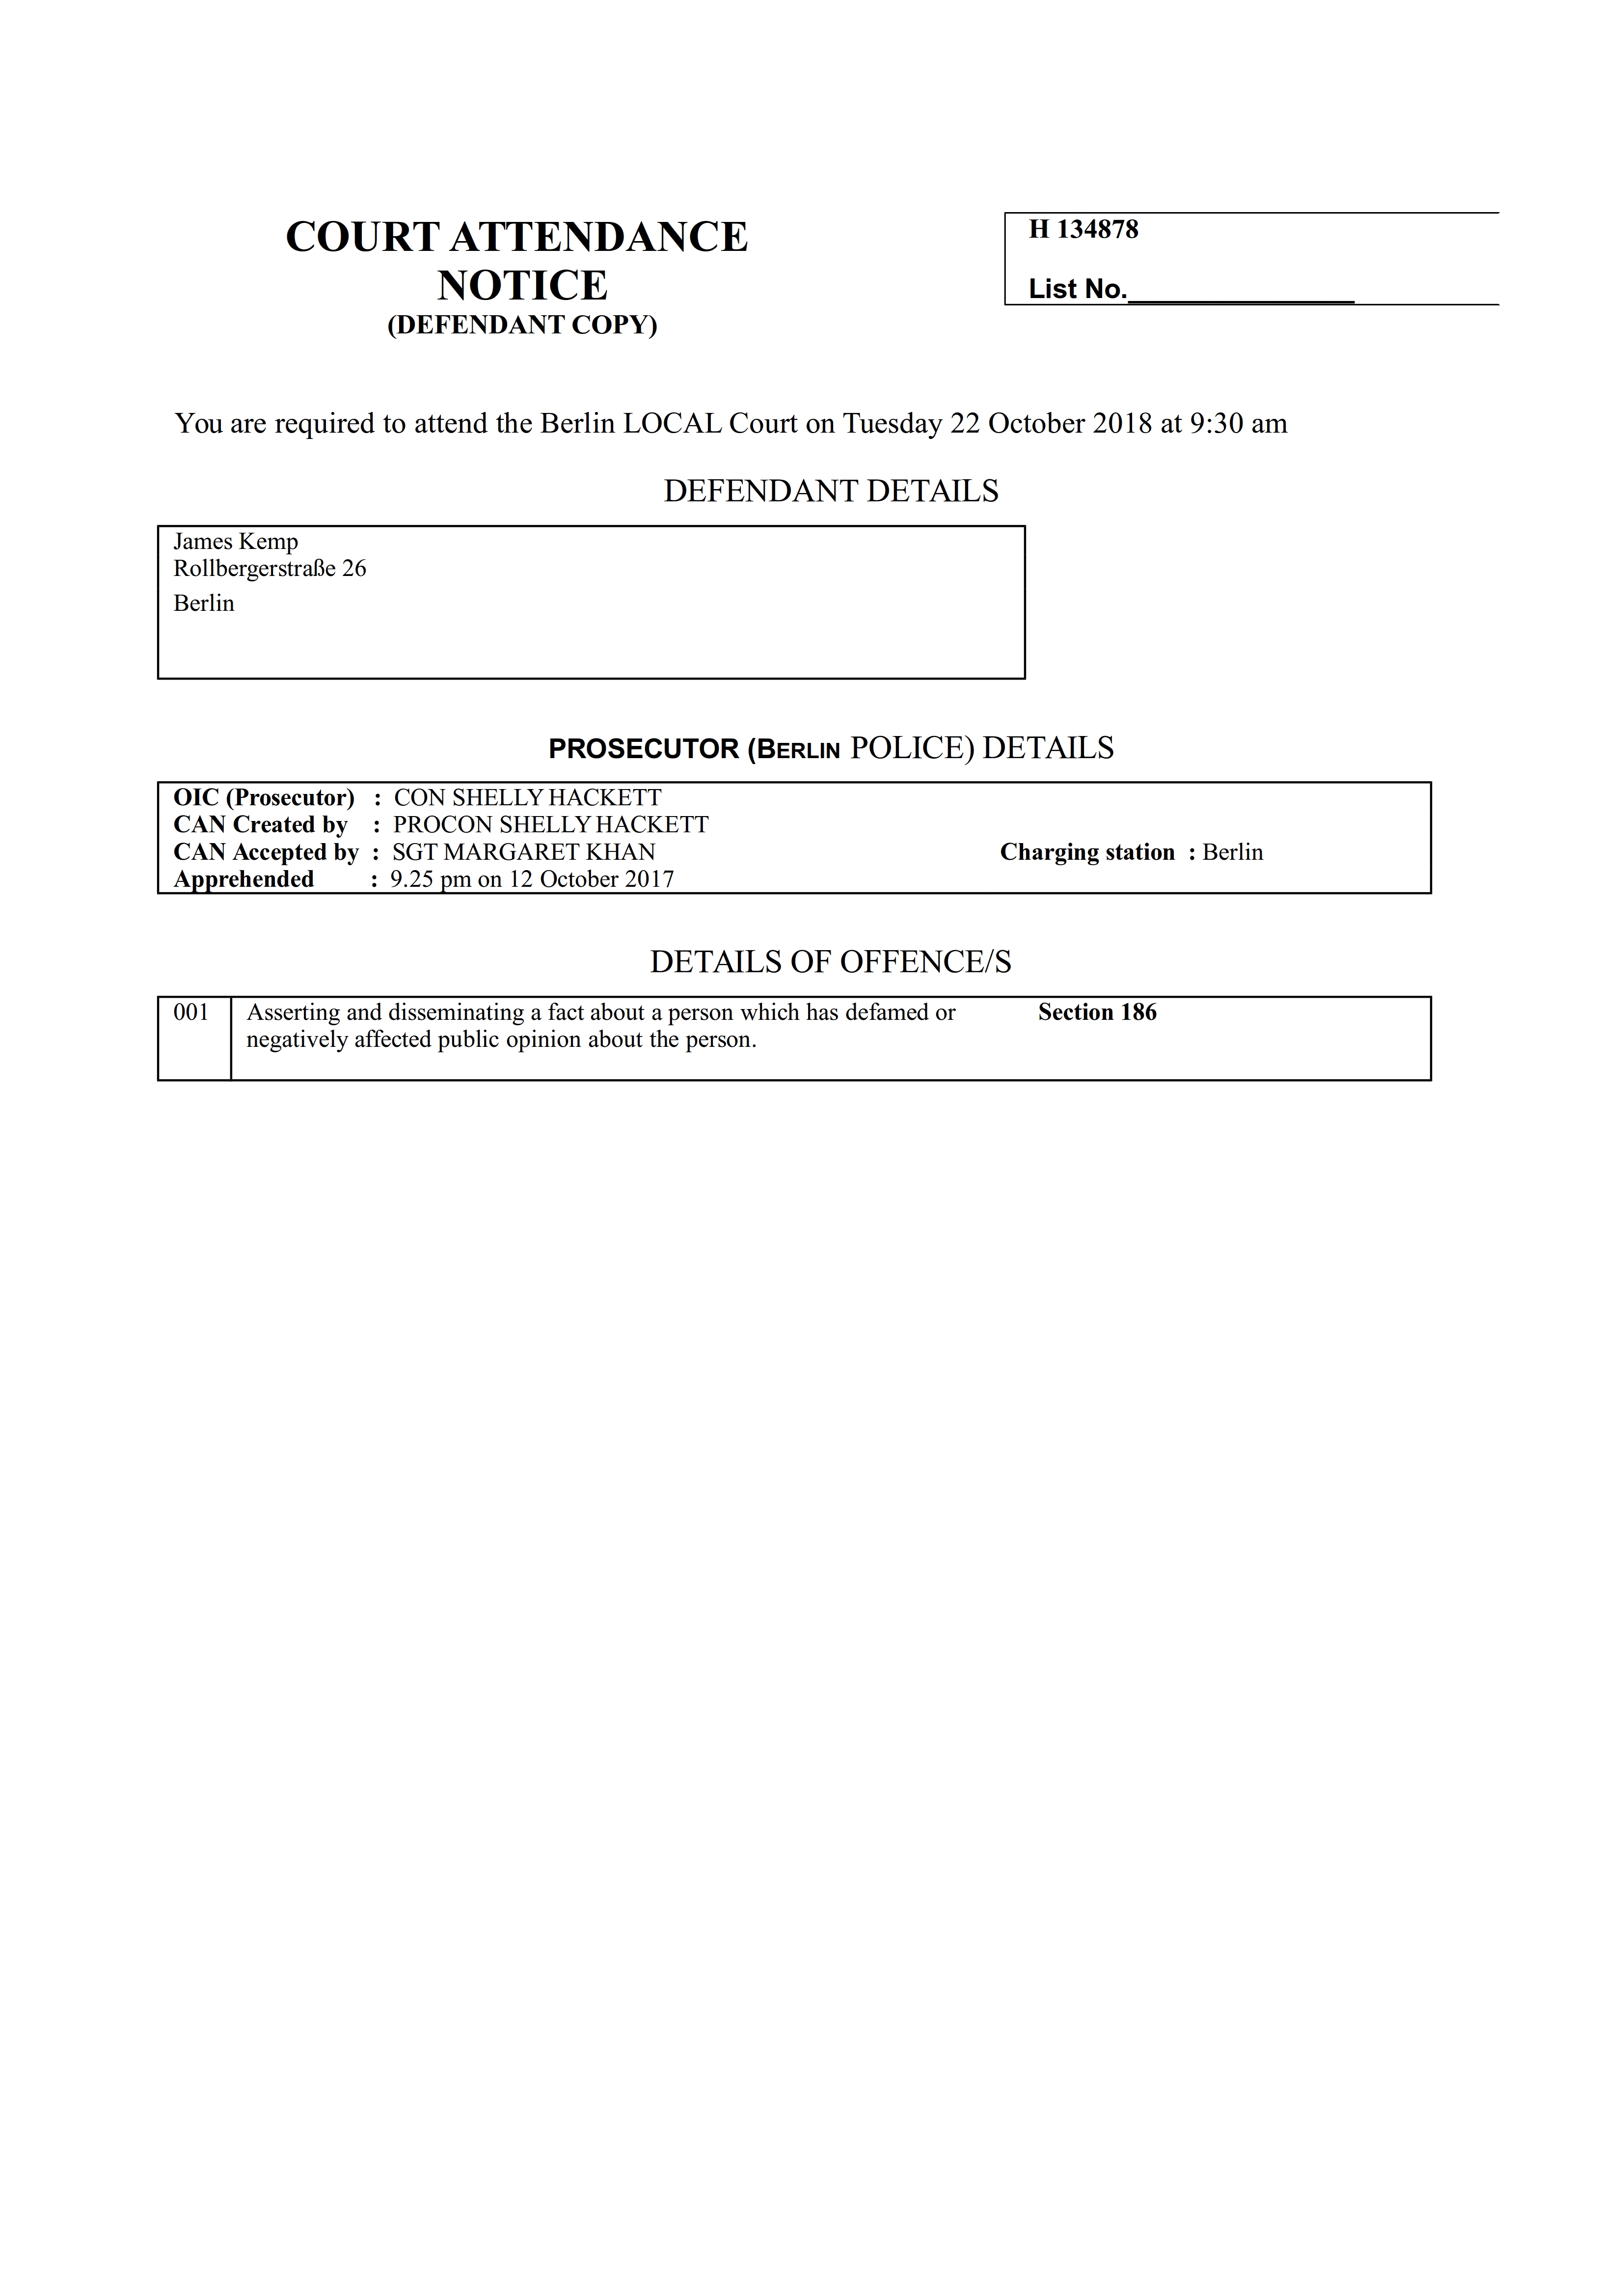 COURT ATTENDANCE
NOTICE
(DEFENDANT COPY)
H 134878
List No.
You are required to attend the Berlin LOCAL Court on Tuesday 22 October 2018 at 9:30 am
DEFENDANT DETAILS
James Kemp
Rollbergerstraße 26
Berlin
PROSECUTOR (BERLIN POLICE) DETAILS
OIC (Prosecutor) : CON SHELLY HACKETT
CAN Created by : PROCON SHELLY HACKETT
CAN Accepted by : SGT MARGARET KHAN Charging station : Berlin
Apprehended : 9.25 pm on 12 October 2017
DETAILS OF OFFENCE/S
001 Asserting and disseminating a fact about a person which has defamed or Section 186
negatively affected public opinion about the person.